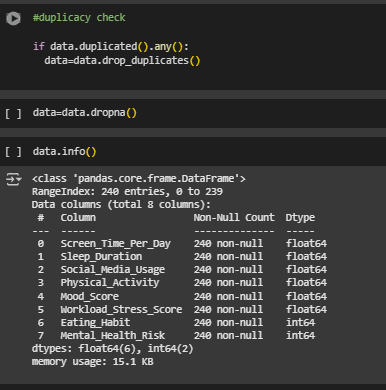 #duplicacy check
if data.duplicated().any():
  data=data.drop_duplicates()
[ ] data=data.dropna()
[ ] data.info()
<class 'pandas.core.frame.DataFrame'>
RangeIndex: 240 entries, 0 to 239
Data columns (total 8 columns):
 #   Column                 Non-Null Count  Dtype
---  ------                 --------------  -----
 0   Screen_Time_Per_Day    240 non-null    float64
 1   Sleep_Duration         240 non-null    float64
 2   Social_Media_Usage     240 non-null    float64
 3   Physical_Activity      240 non-null    float64
 4   Mood_Score             240 non-null    float64
 5   Workload_Stress_Score  240 non-null    float64
 6   Eating_Habit           240 non-null    int64
 7   Mental_Health_Risk     240 non-null    int64
dtypes: float64(6), int64(2)
memory usage: 15.1 KB